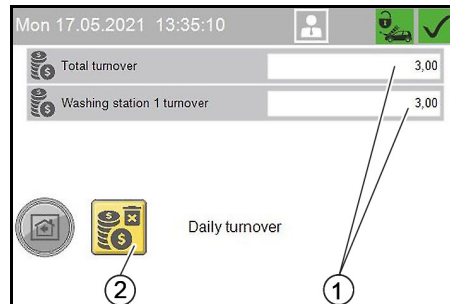 Mon 17.05.2021 13:35:10
Total turnover 3,00
Washing station 1 turnover 3,00
Daily turnover
2 1